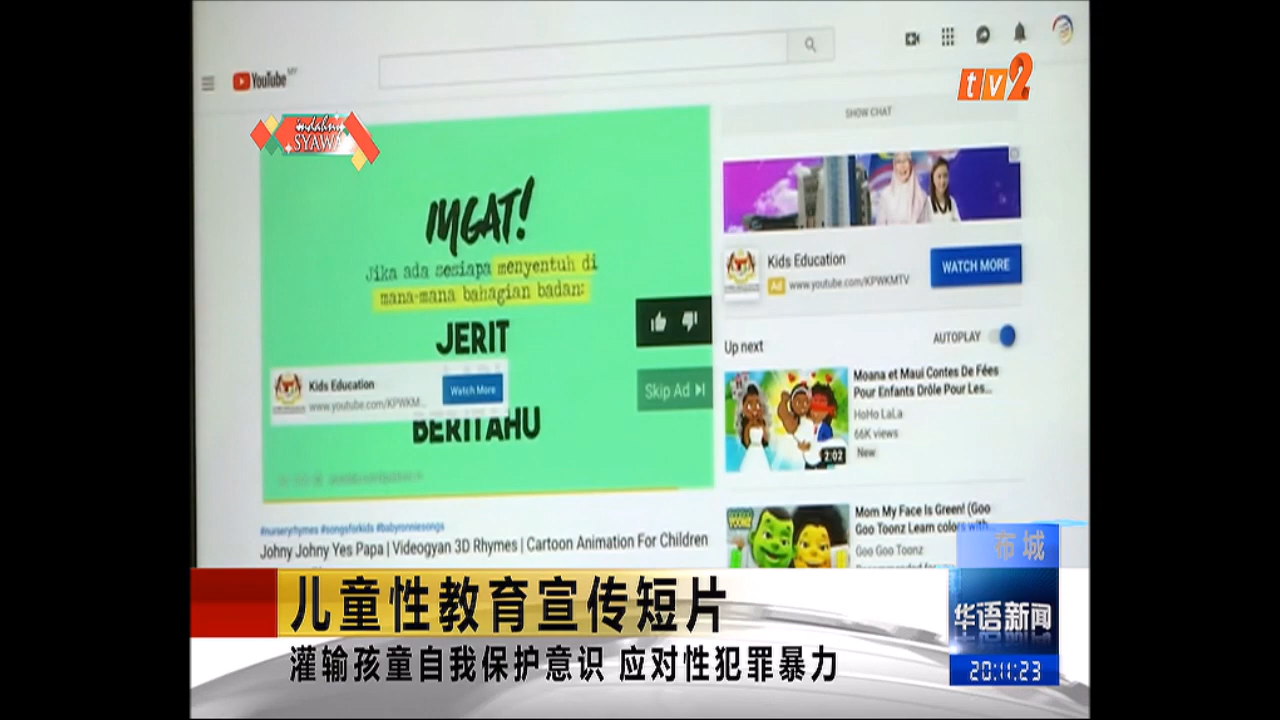 YouTube MY
tv2
SHOW CHAT
INGAT!
Jika ada sesiapa menyentuh di
mana-mana bahagian badan:
JERIT
BERITAHU
Kids Education
www.youtube.com/KPWKM...
Watch More
Skip Ad
Kids Education
Ad www.youtube.com/KPWKMTV
WATCH MORE
Up next
AUTOPLAY
Moana et Maui Contes De Fées
Pour Enfants Drôle Pour Les...
HoHo LaLa
66K views
New
2:02
Mom My Face Is Green! (Goo
Goo Toonz Learn colors with
Goo Goo Toonz
#nurseryrhymes #songsforkids #babyronniesongs
Johny Johny Yes Papa | Videogyan 3D Rhymes | Cartoon Animation For Children
布城
儿童性教育宣传短片
灌输孩童自我保护意识 应对性犯罪暴力
华语新闻
20:11:23